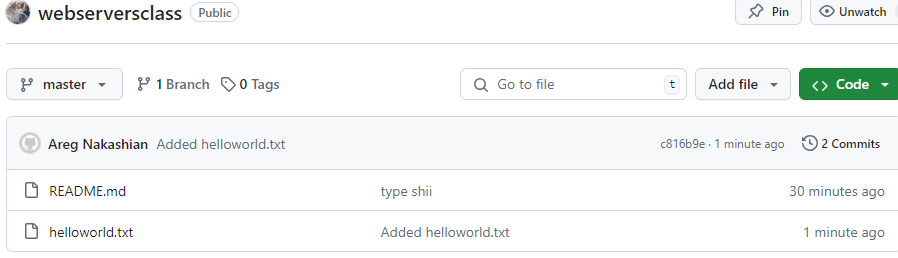 webserversclass Public Pin Unwatch
master 1 Branch 0 Tags Go to file t Add file Code
Areg Nakashian Added helloworld.txt c816b9e · 1 minute ago 2 Commits
README.md type shii 30 minutes ago
helloworld.txt Added helloworld.txt 1 minute ago